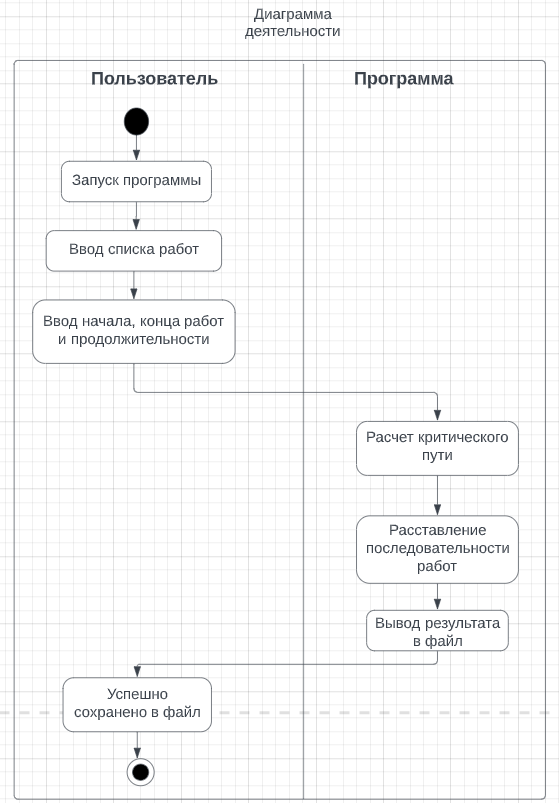 Диаграмма
деятельности
Пользователь
Программа
Запуск программы
Ввод списка работ
Ввод начала, конца работ
и продолжительности
Расчет критического
пути
Расставление
последовательности
работ
Вывод результата
в файл
Успешно
сохранено в файл